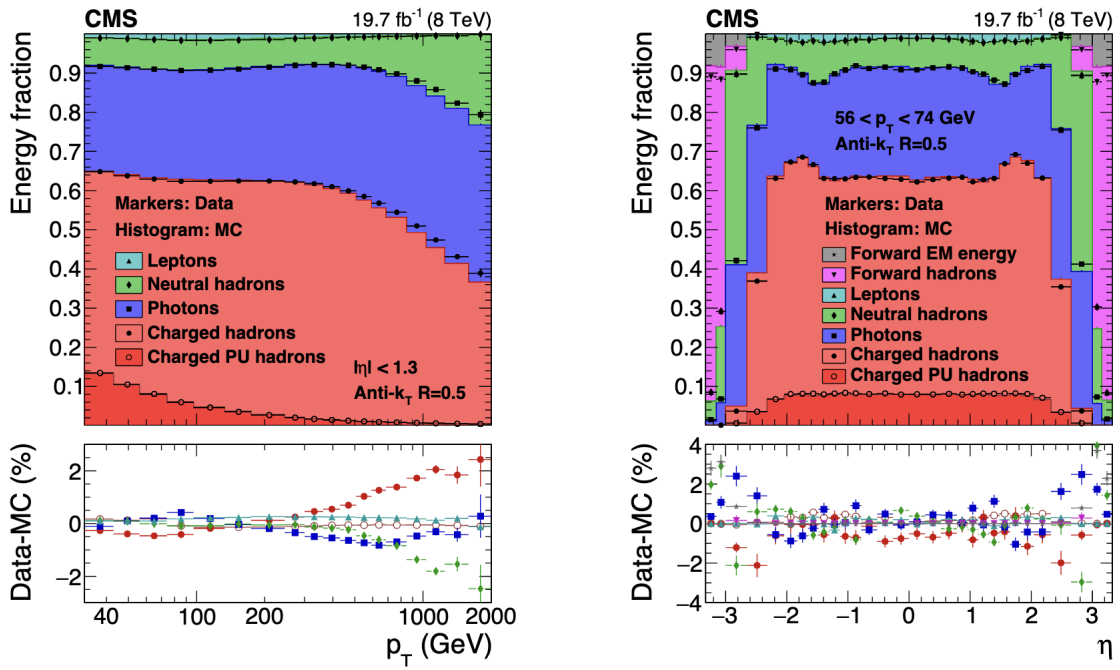 CMS 19.7 fb⁻¹ (8 TeV)
Energy fraction
0.9
0.8
0.7
0.6
0.5
0.4
0.3
0.2
0.1
Markers: Data
Histogram: MC
Leptons
Neutral hadrons
Photons
Charged hadrons
Charged PU hadrons
|η| < 1.3
Anti-k_T R=0.5
Data-MC (%)
2
0
−2
40 100 200 1000 2000
p_T (GeV)
CMS 19.7 fb⁻¹ (8 TeV)
Energy fraction
0.9
0.8
0.7
0.6
0.5
0.4
0.3
0.2
0.1
56 < p_T < 74 GeV
Anti-k_T R=0.5
Markers: Data
Histogram: MC
Forward EM energy
Forward hadrons
Leptons
Neutral hadrons
Photons
Charged hadrons
Charged PU hadrons
Data-MC (%)
4
2
0
−2
−4
−3 −2 −1 0 1 2 3
η